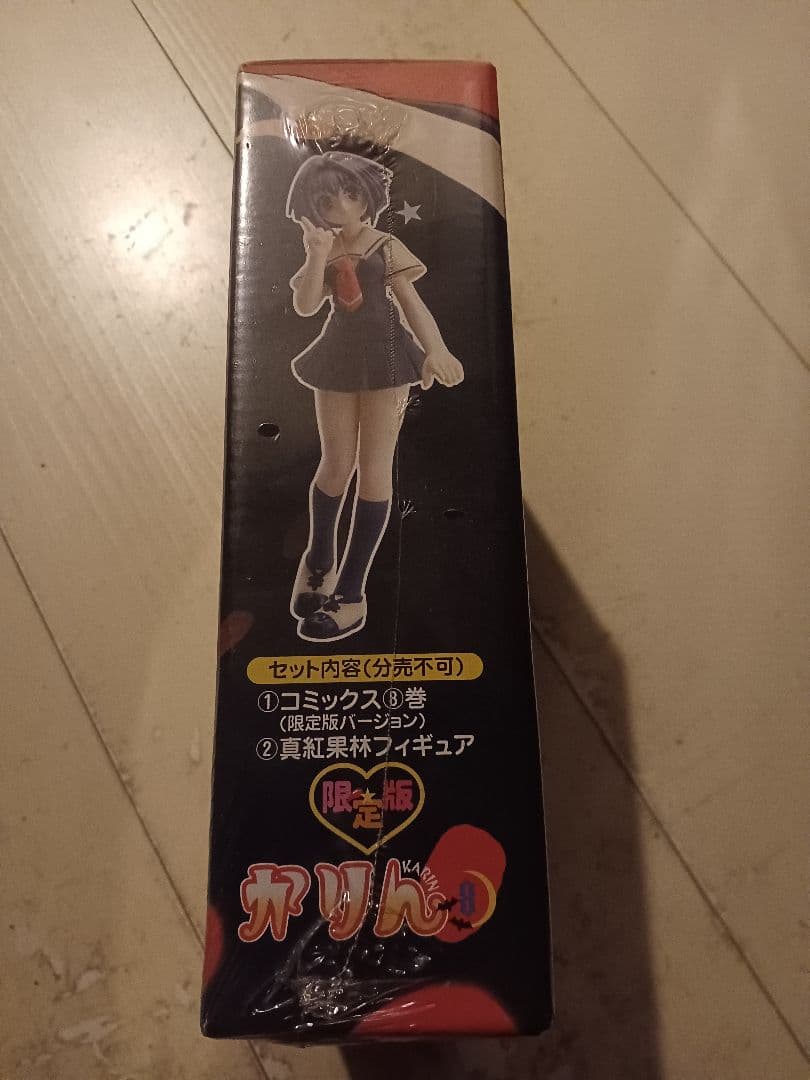 セット内容(分売不可)
①コミックス⑧巻
(限定版バージョン)
②真紅果林フィギュア
限定版
かりん
KARIN
8